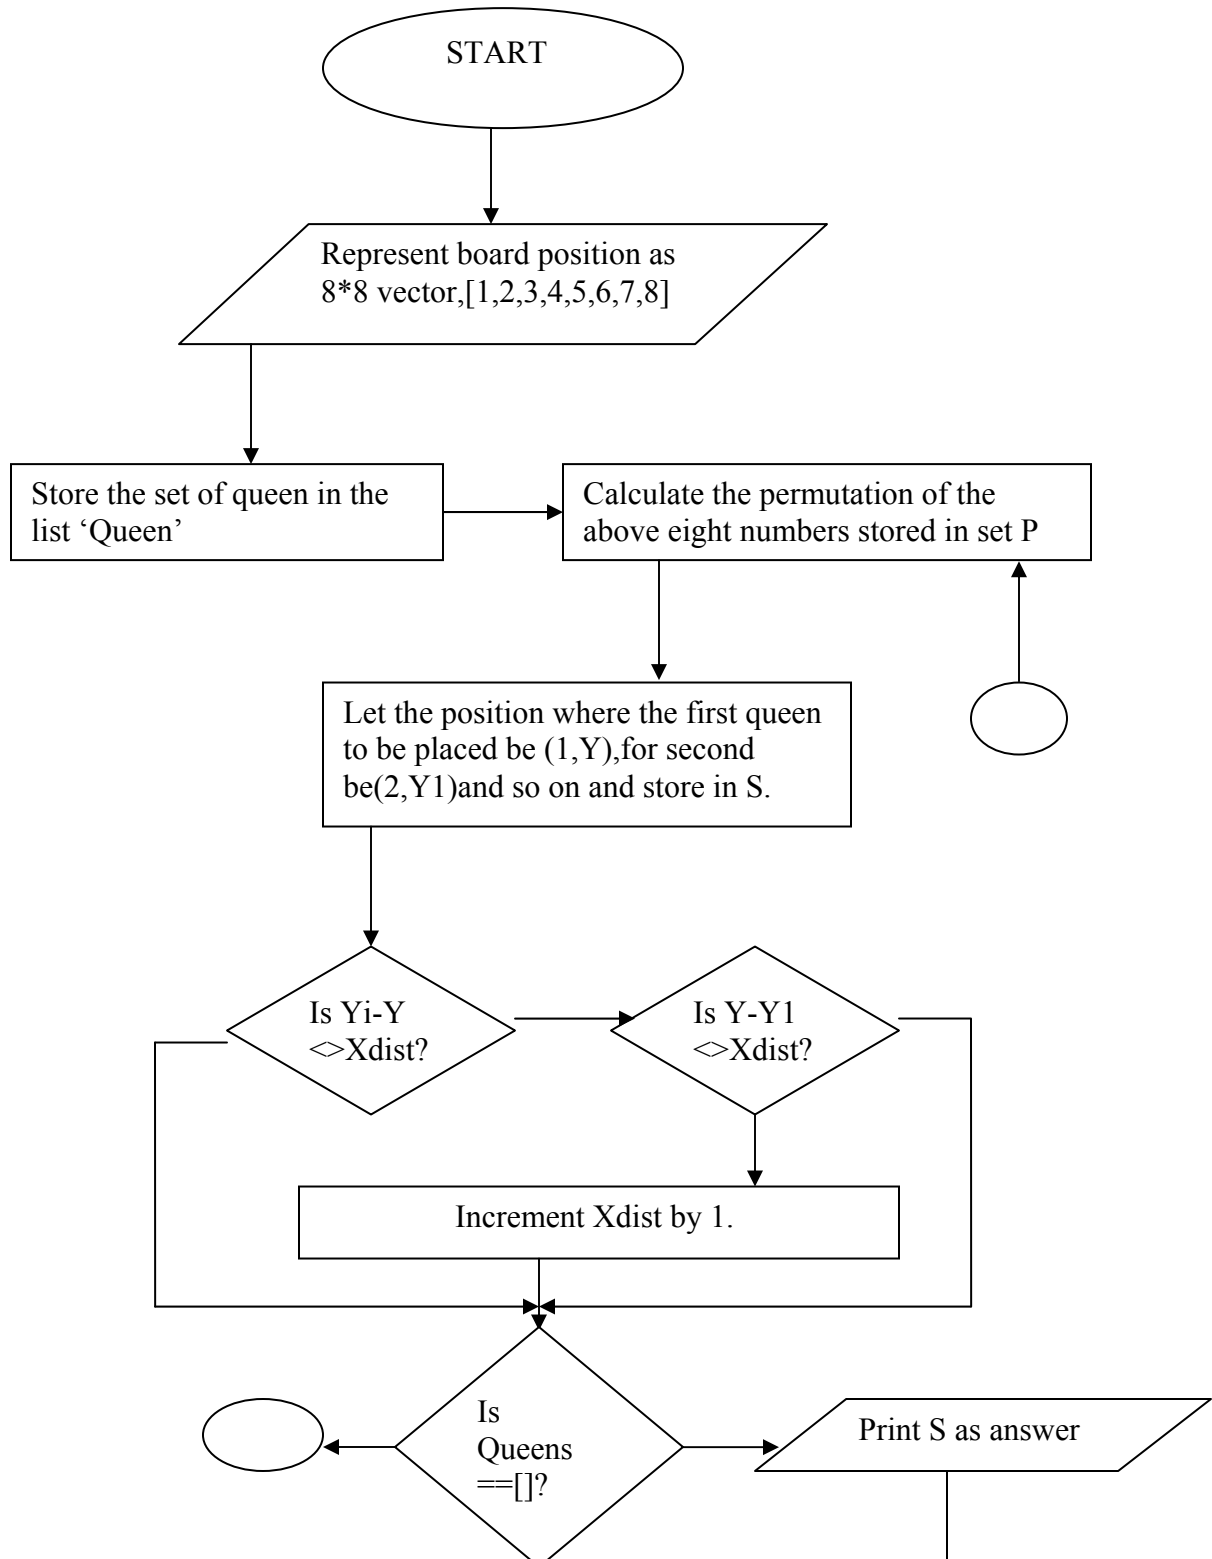 START
Represent board position as
8*8 vector,[1,2,3,4,5,6,7,8]
Store the set of queen in the
list ‘Queen’
Calculate the permutation of the
above eight numbers stored in set P
Let the position where the first queen
to be placed be (1,Y),for second
be(2,Y1)and so on and store in S.
Is Yi-Y
<>Xdist?
Is Y-Y1
<>Xdist?
Increment Xdist by 1.
Is
Queens
==[]?
Print S as answer